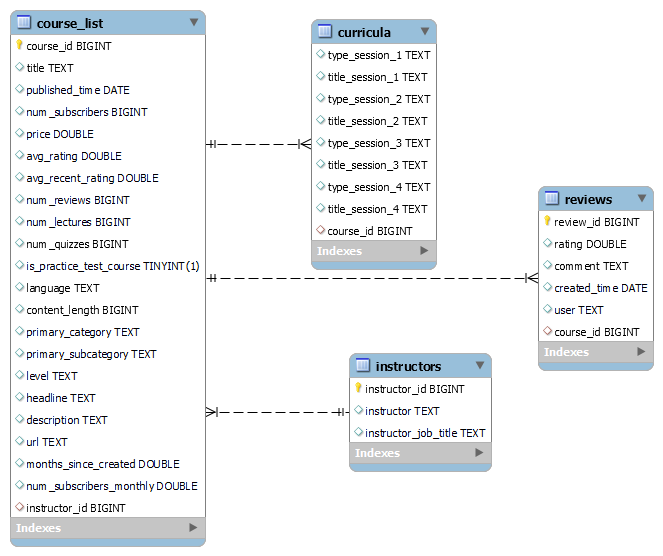 course_list
course_id BIGINT
title TEXT
published_time DATE
num_subscribers BIGINT
price DOUBLE
avg_rating DOUBLE
avg_recent_rating DOUBLE
num_reviews BIGINT
num_lectures BIGINT
num_quizzes BIGINT
is_practice_test_course TINYINT(1)
language TEXT
content_length BIGINT
primary_category TEXT
primary_subcategory TEXT
level TEXT
headline TEXT
description TEXT
url TEXT
months_since_created DOUBLE
num_subscribers_monthly DOUBLE
instructor_id BIGINT
Indexes
curricula
type_session_1 TEXT
title_session_1 TEXT
type_session_2 TEXT
title_session_2 TEXT
type_session_3 TEXT
title_session_3 TEXT
type_session_4 TEXT
title_session_4 TEXT
course_id BIGINT
Indexes
reviews
review_id BIGINT
rating DOUBLE
comment TEXT
created_time DATE
user TEXT
course_id BIGINT
Indexes
instructors
instructor_id BIGINT
instructor TEXT
instructor_job_title TEXT
Indexes